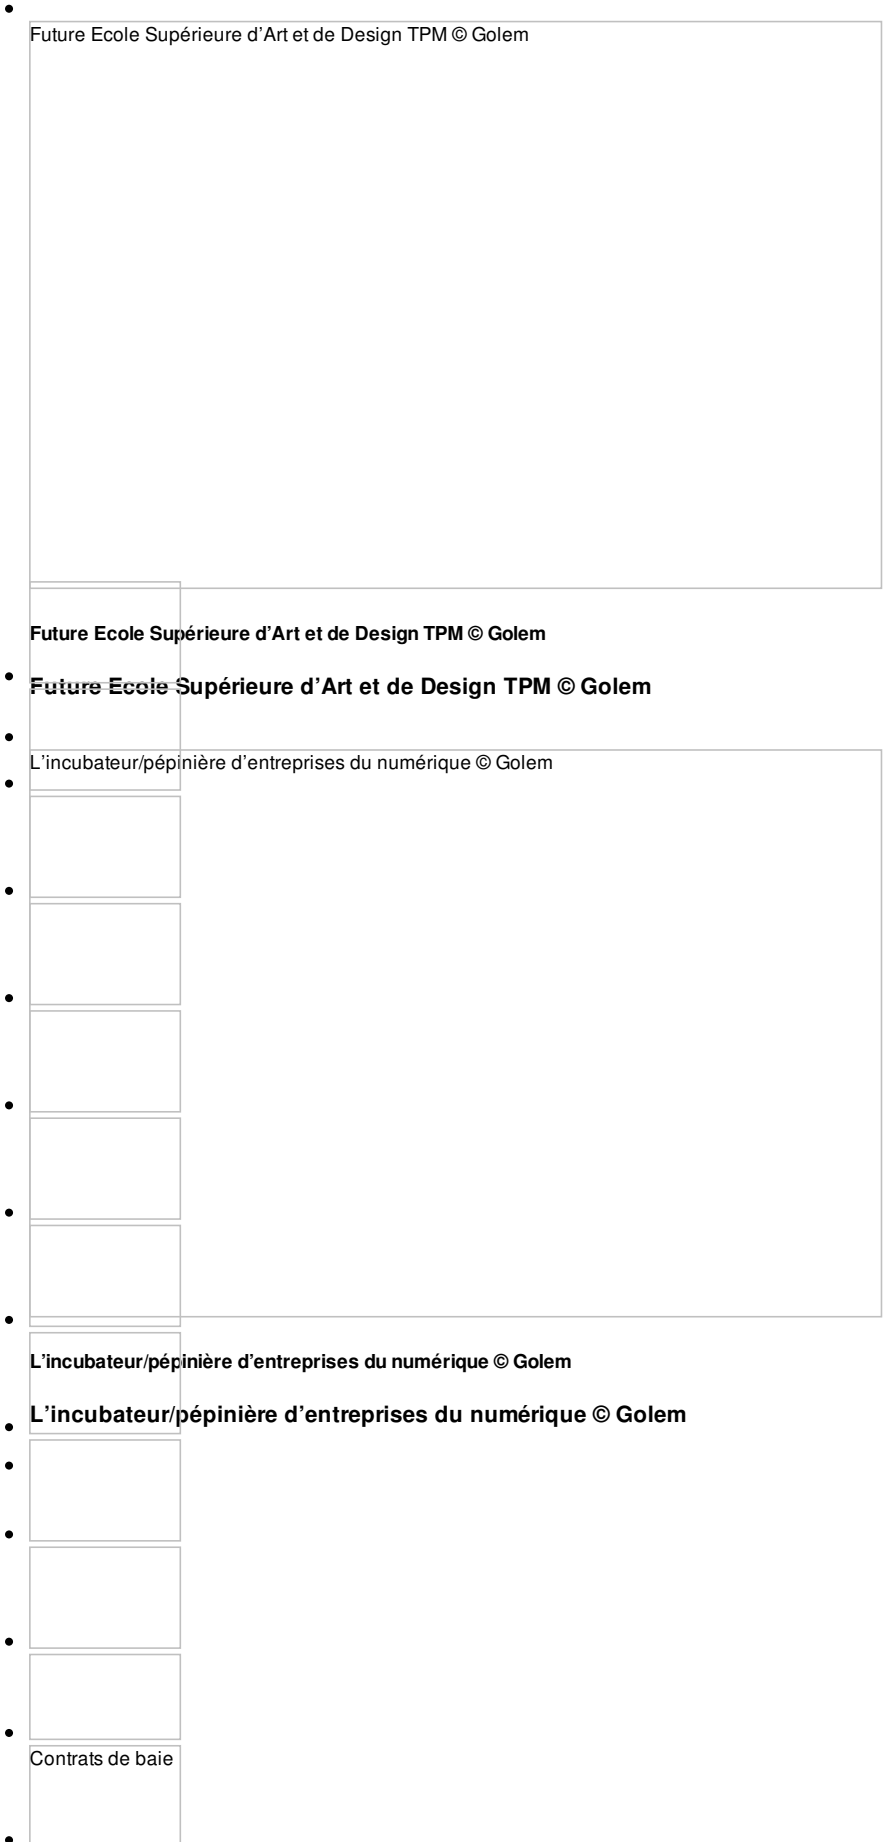 Future Ecole Supérieure d’Art et de Design TPM © Golem
Future Ecole Supérieure d’Art et de Design TPM © Golem
Future Ecole Supérieure d’Art et de Design TPM © Golem
L’incubateur/pépinière d’entreprises du numérique © Golem
L’incubateur/pépinière d’entreprises du numérique © Golem
L’incubateur/pépinière d’entreprises du numérique © Golem
Contrats de baie